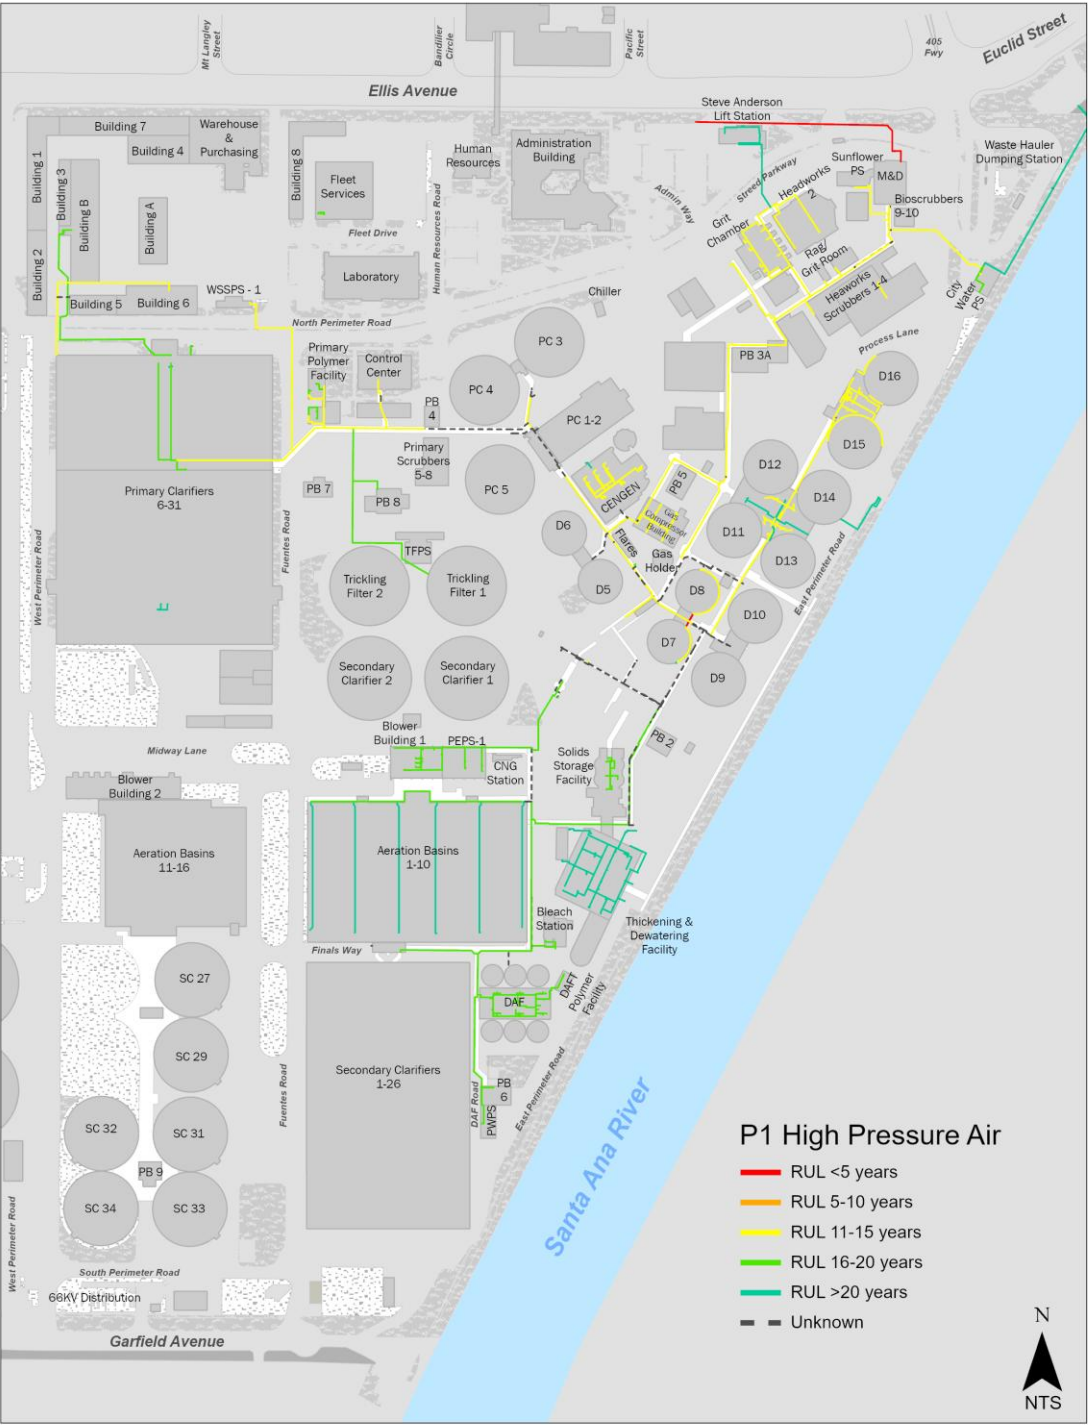 Mt Langley
Street
Bandilier
Circle
Pacific
Street
405
Fwy
Euclid Street
Ellis Avenue
Steve Anderson
Lift Station
Building 7
Warehouse
&
Purchasing
Building 4
Building 1
Building 3
Building B
Building A
Building 2
Building 8
Fleet
Services
Fleet Drive
Human
Resources
Administration
Building
Human Resources Road
Admin Way
Street Parkway
Sunflower
PS
M&D
Waste Hauler
Dumping Station
Headworks
2
Bioscrubbers
9-10
Grit
Chamber
Rag/
Grit Room
Heaworks
Scrubbers 1-4
City
Water
PS
Laboratory
Building 5
Building 6
WSSPS - 1
Chiller
North Perimeter Road
Process Lane
Primary
Polymer
Facility
Control
Center
PC 3
PB 3A
PC 4
PB
4
PC 1-2
D16
D15
Primary
Scrubbers
5-8
PC 5
D12
D14
PB 7
PB 8
CENGEN
PB 5
Gas
Compressor
Building
D11
D13
Primary Clarifiers
6-31
West Perimeter Road
Fuentes Road
D6
Flares
Gas
Holder
TFPS
Trickling
Filter 2
Trickling
Filter 1
D5
D8
D10
East Perimeter Road
D7
D9
Secondary
Clarifier 2
Secondary
Clarifier 1
Blower
Building 1
PEPS-1
PB 2
Midway Lane
CNG
Station
Solids
Storage
Facility
Blower
Building 2
Aeration Basins
11-16
Aeration Basins
1-10
Bleach
Station
Thickening &
Dewatering
Facility
Finals Way
DAF
DAFT
Polymer
Facility
SC 27
SC 29
Secondary Clarifiers
1-26
Fuentes Road
DAF Road
PB
6
PWPS
East Perimeter Road
SC 32
SC 31
PB 9
SC 34
SC 33
West Perimeter Road
South Perimeter Road
66KV Distribution
Garfield Avenue
Santa Ana River
P1 High Pressure Air
RUL <5 years
RUL 5-10 years
RUL 11-15 years
RUL 16-20 years
RUL >20 years
Unknown
N
NTS